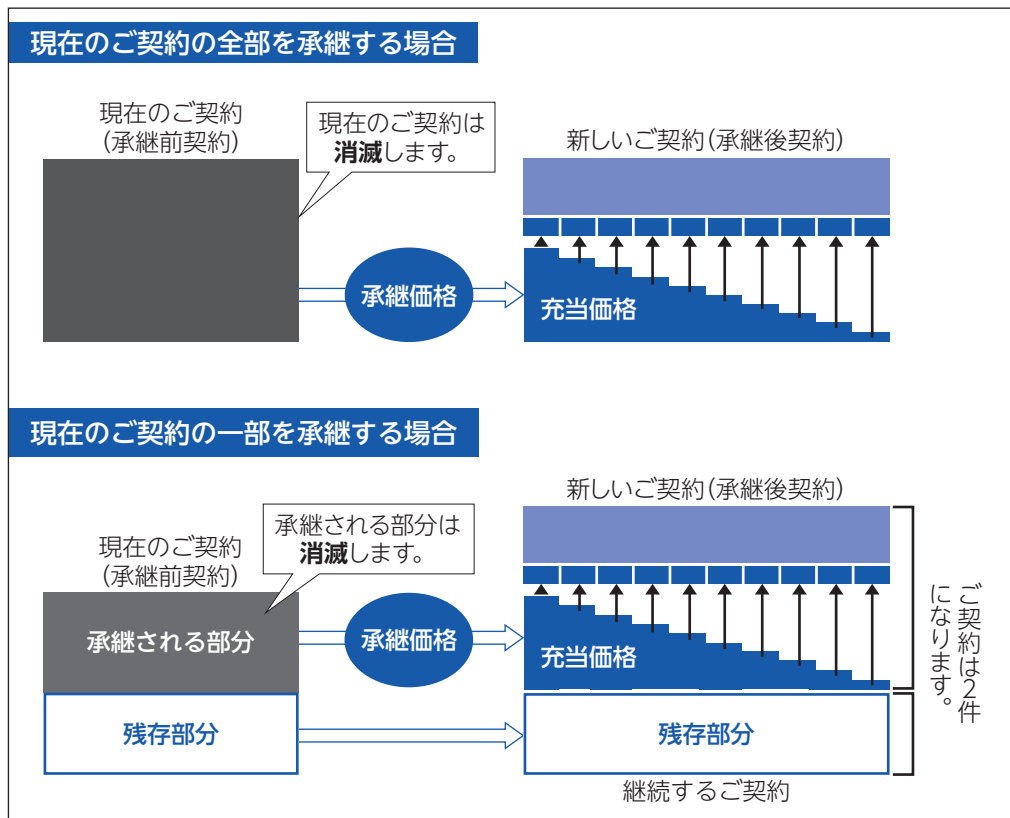 現在のご契約の全部を承継する場合
現在のご契約
(承継前契約)
現在のご契約は
消滅します。
新しいご契約(承継後契約)
承継価格
充当価格
現在のご契約の一部を承継する場合
現在のご契約
(承継前契約)
承継される部分は
消滅します。
新しいご契約(承継後契約)
承継される部分
承継価格
充当価格
残存部分
残存部分
継続するご契約
ご契約は2件
になります。